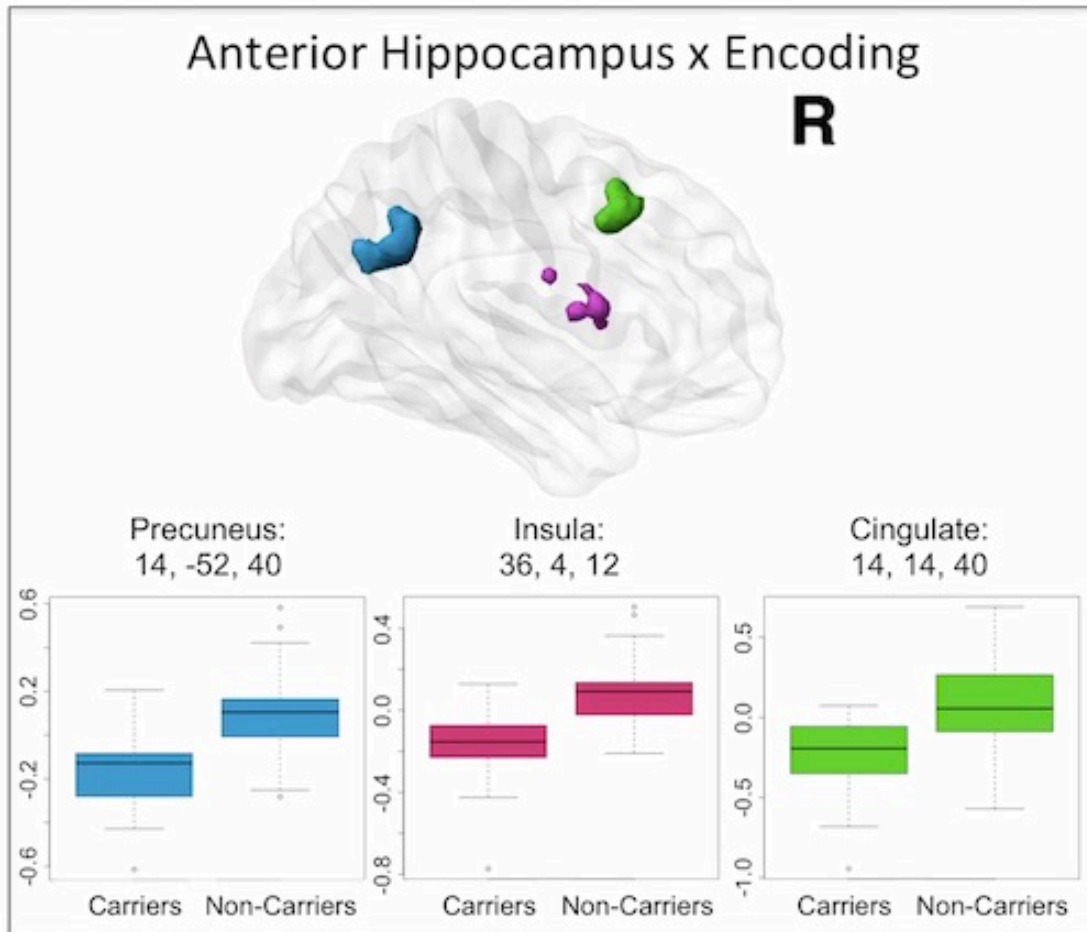 Anterior Hippocampus x Encoding
R
Precuneus:
14, -52, 40
Insula:
36, 4, 12
Cingulate:
14, 14, 40
0.6
0.2
-0.2
-0.6
Carriers Non-Carriers
0.4
0.0
-0.4
-0.8
Carriers Non-Carriers
0.5
0.0
-0.5
-1.0
Carriers Non-Carriers